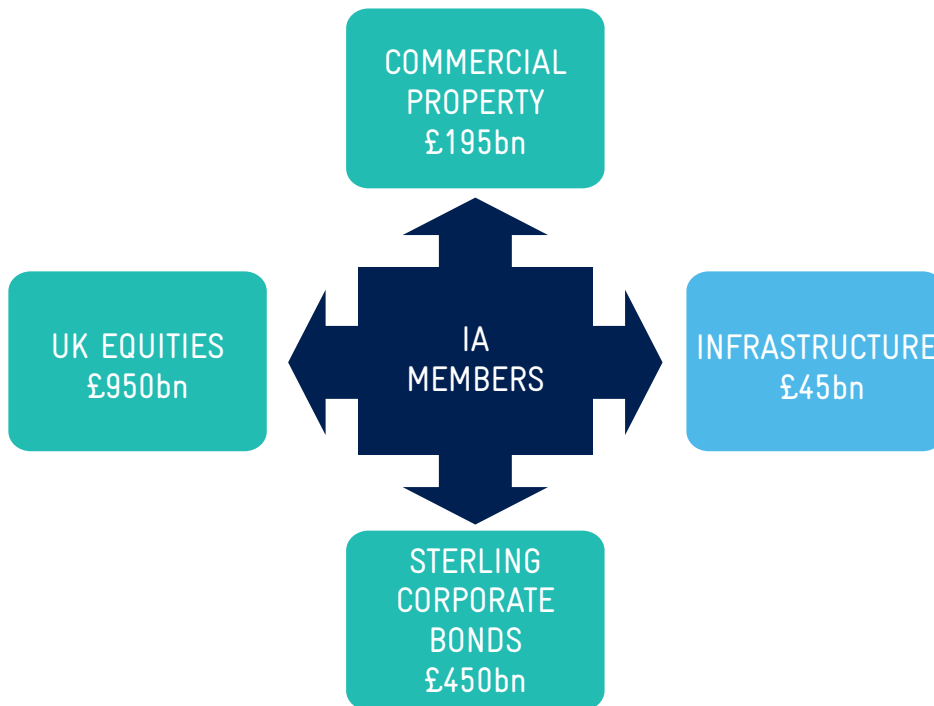 COMMERCIAL
PROPERTY
£195bn
UK EQUITIES
£950bn
IA
MEMBERS
INFRASTRUCTURE
£45bn
STERLING
CORPORATE
BONDS
£450bn